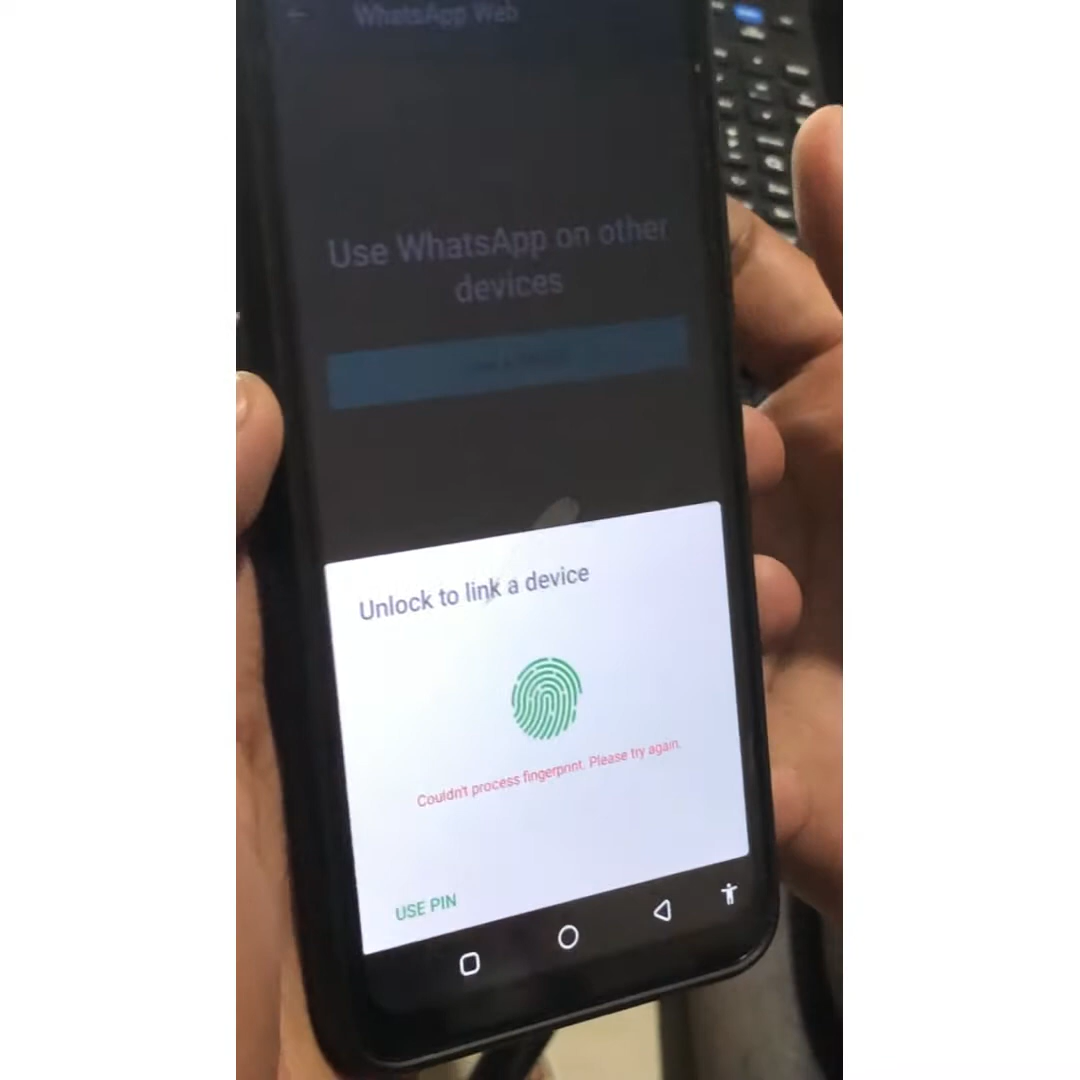 WhatsApp Web
Use WhatsApp on other
devices
Unlock to link a device
Couldn't process fingerprint. Please try again.
USE PIN